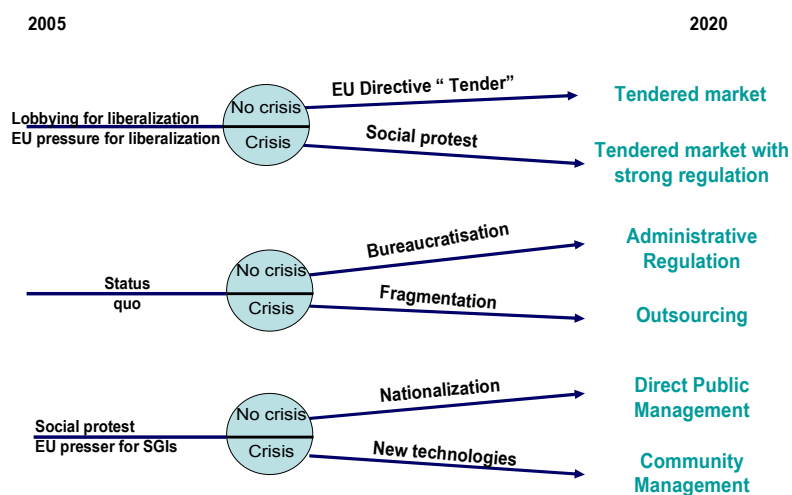 2005
2020
No crisis
Crisis
Lobbying for liberalization
EU pressure for liberalization
EU Directive “ Tender”
Social protest
Tendered market
Tendered market with
strong regulation
No crisis
Crisis
Status
quo
Bureaucratisation
Fragmentation
Administrative
Regulation
Outsourcing
No crisis
Crisis
Social protest
EU presser for SGIs
Nationalization
New technologies
Direct Public
Management
Community
Management